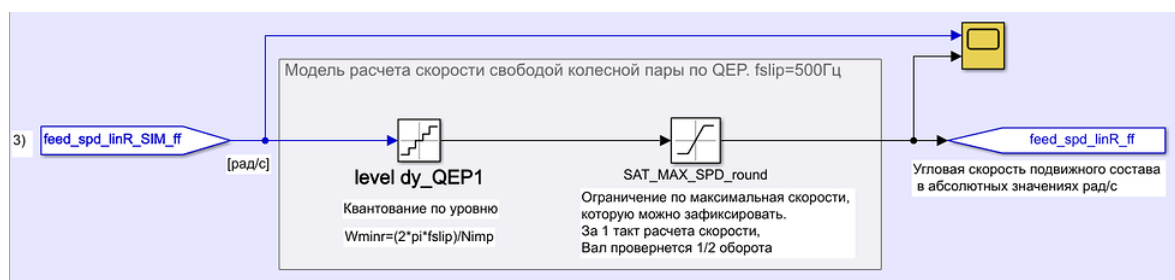 Модель расчета скорости свободой колесной пары по QEP. fslip=500Гц
3)
feed_spd_linR_SIM_ff
[рад/с]
level dy_QEP1
Квантование по уровню
Wminr=(2*pi*fslip)/Nimp
SAT_MAX_SPD_round
Ограничение по максимальная скорости,
которую можно зафиксировать.
За 1 такт расчета скорости,
Вал провернется 1/2 оборота
feed_spd_linR_ff
Угловая скорость подвижного состава
в абсолютных значениях рад/с